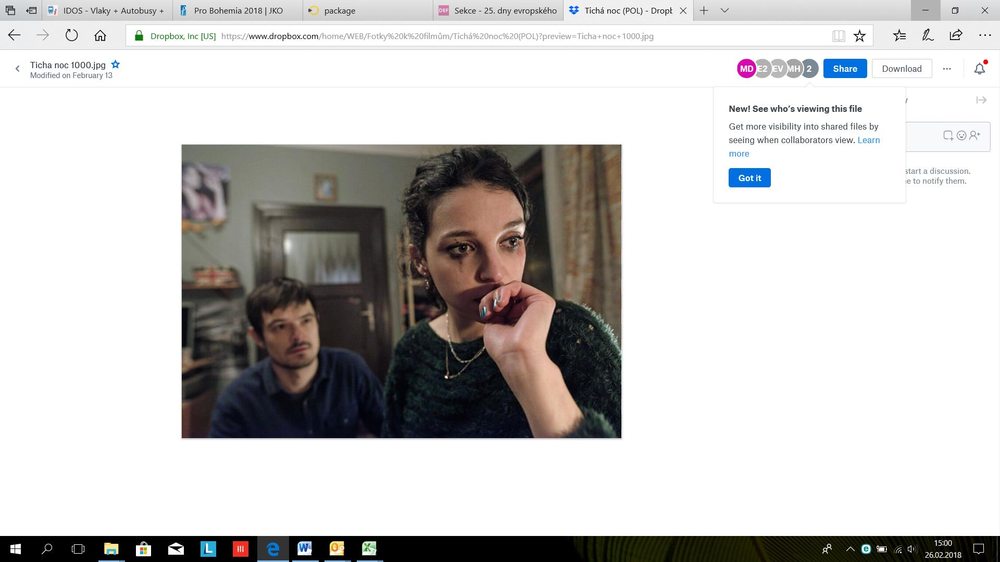 IDOS - Vlaky + Autobusy +
Pro Bohemia 2018 | JKO
package
DEF Sekce - 25. dny evropského
Tichá noc (POL) - Dropb
Dropbox, Inc [US] https://www.dropbox.com/home/WEB/Fotky%20k%20filmům/Tichá%20noc%20(POL)?preview=Ticha+noc+1000.jpg
Ticha noc 1000.jpg
Modified on February 13
MD E2 EV MH 2 Share Download
New! See who's viewing this file
Get more visibility into shared files by
seeing when collaborators view. Learn
more
Got it
start a discussion.
to notify them.
15:00
26.02.2018